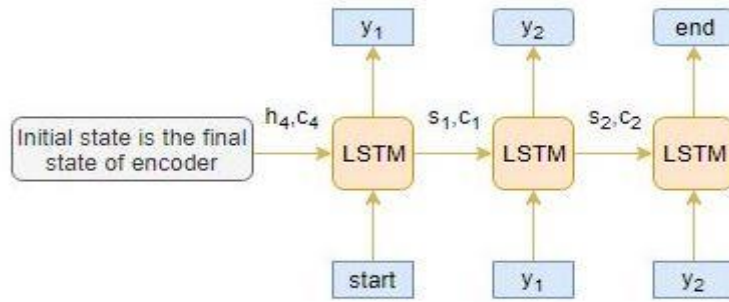 y₁
y₂
end
h₄,c₄
s₁,c₁
s₂,c₂
Initial state is the final
state of encoder
LSTM
LSTM
LSTM
start
y₁
y₂